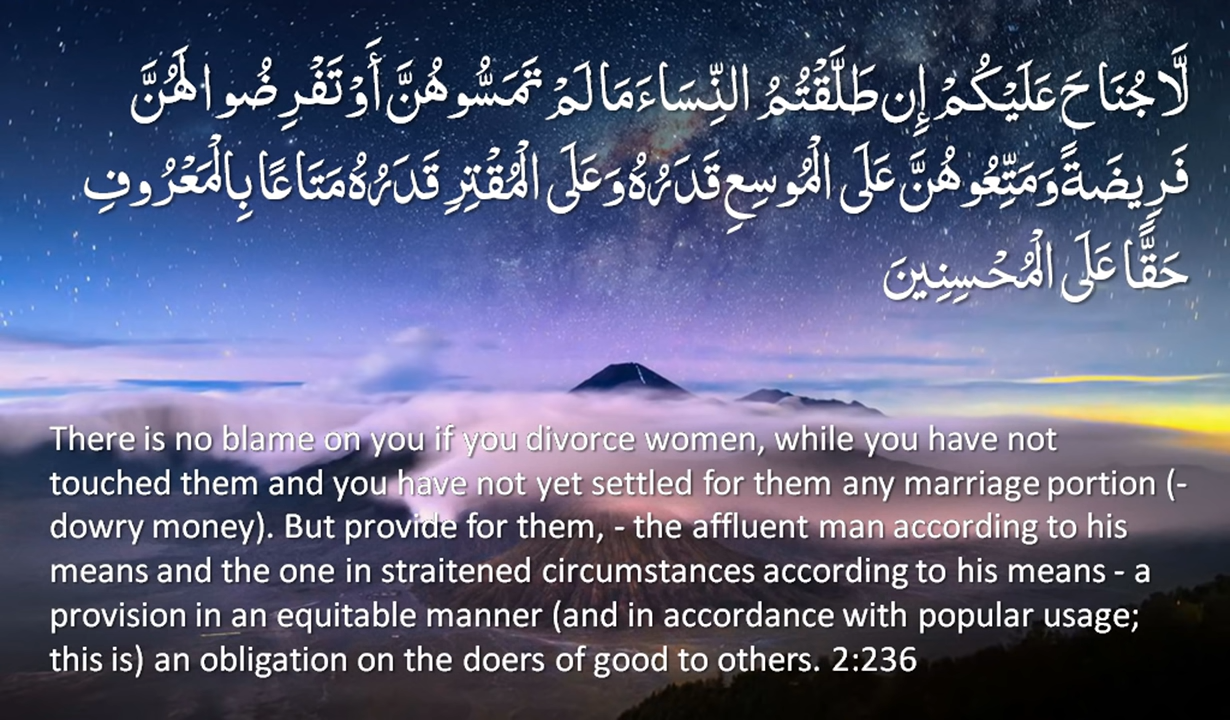 لَّا جُنَاحَ عَلَيْكُمْ إِن طَلَّقْتُمُ النِّسَاءَ مَا لَمْ تَمَسُّوهُنَّ أَوْ تَفْرِضُوا لَهُنَّ
فَرِيضَةً وَمَتِّعُوهُنَّ عَلَى الْمُوسِعِ قَدَرُهُ وَعَلَى الْمُقْتِرِ قَدَرُهُ مَتَاعًا بِالْمَعْرُوفِ
حَقًّا عَلَى الْمُحْسِنِينَ
There is no blame on you if you divorce women, while you have not
touched them and you have not yet settled for them any marriage portion (-
dowry money). But provide for them, - the affluent man according to his
means and the one in straitened circumstances according to his means - a
provision in an equitable manner (and in accordance with popular usage;
this is) an obligation on the doers of good to others. 2:236